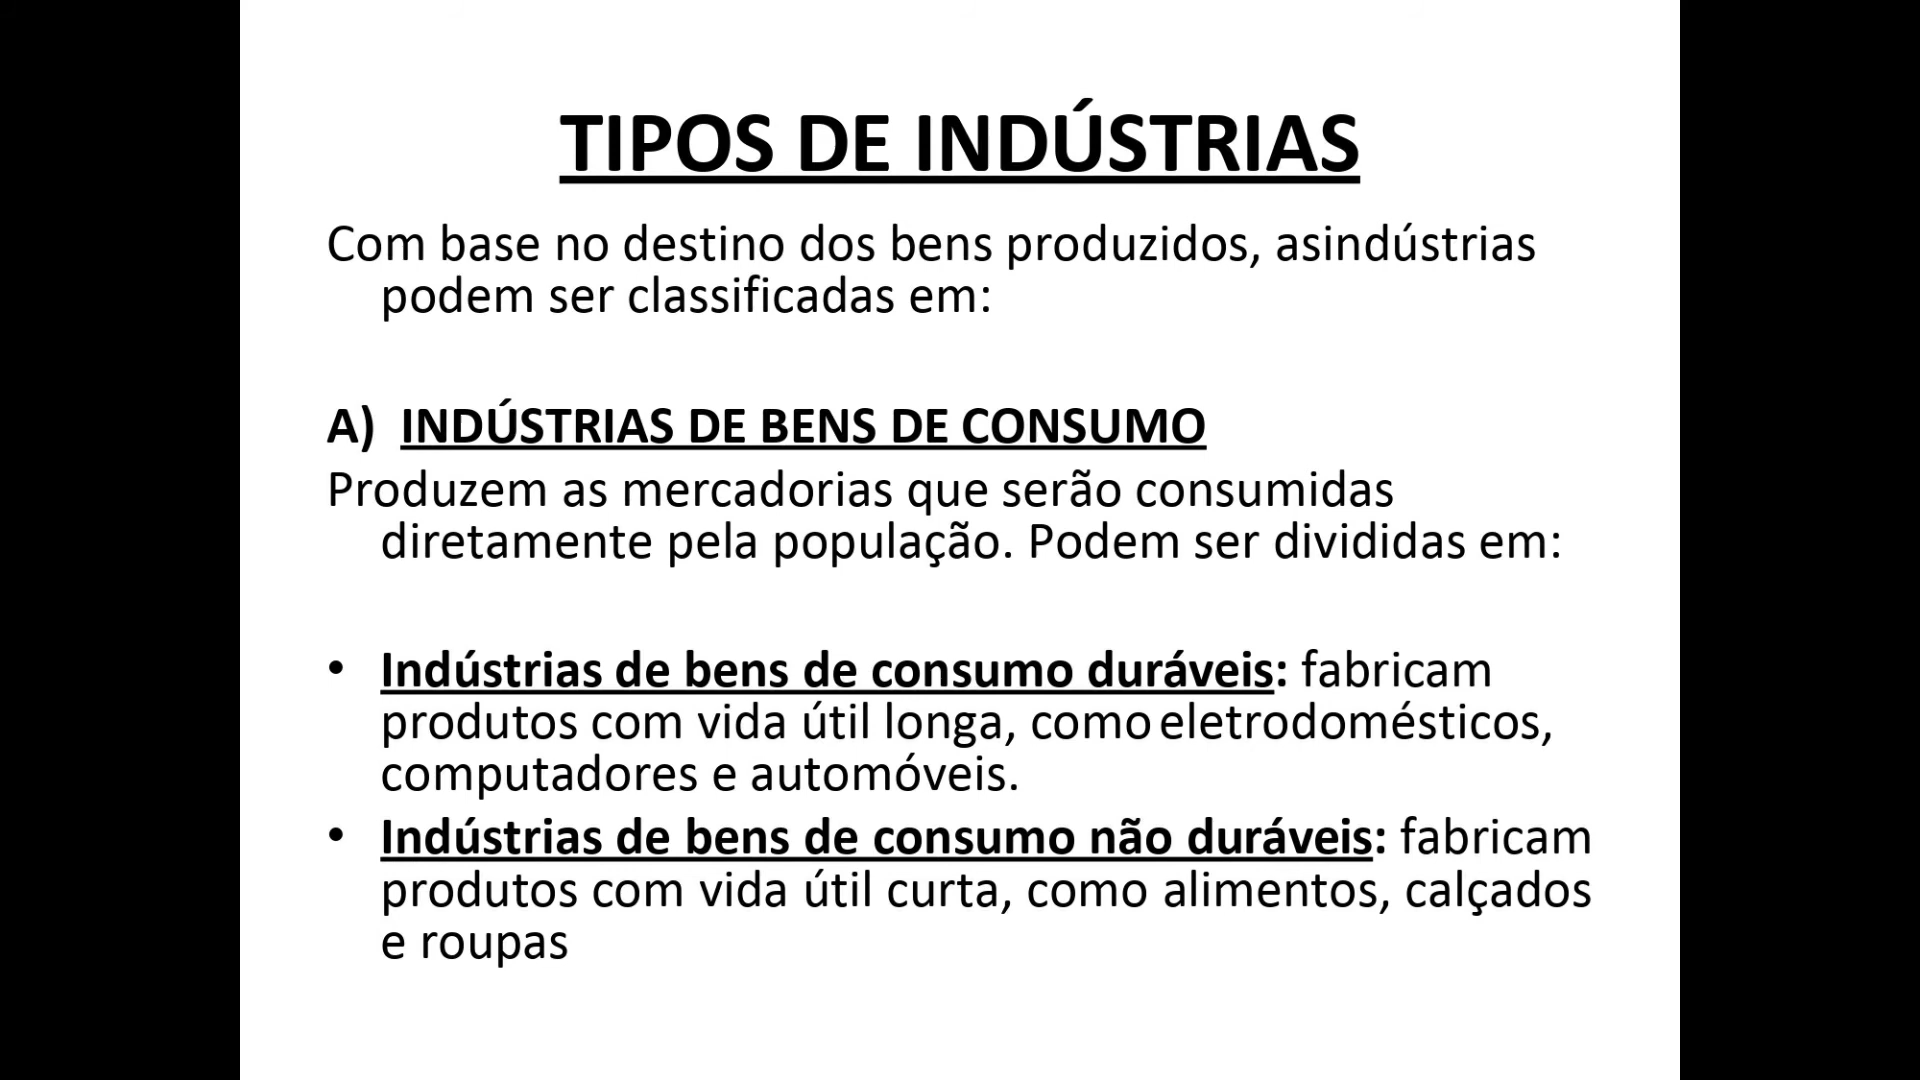 TIPOS DE INDÚSTRIAS
Com base no destino dos bens produzidos, asindústrias
podem ser classificadas em:
A) INDÚSTRIAS DE BENS DE CONSUMO
Produzem as mercadorias que serão consumidas
diretamente pela população. Podem ser divididas em:
• Indústrias de bens de consumo duráveis: fabricam
produtos com vida útil longa, como eletrodomésticos,
computadores e automóveis.
• Indústrias de bens de consumo não duráveis: fabricam
produtos com vida útil curta, como alimentos, calçados
e roupas